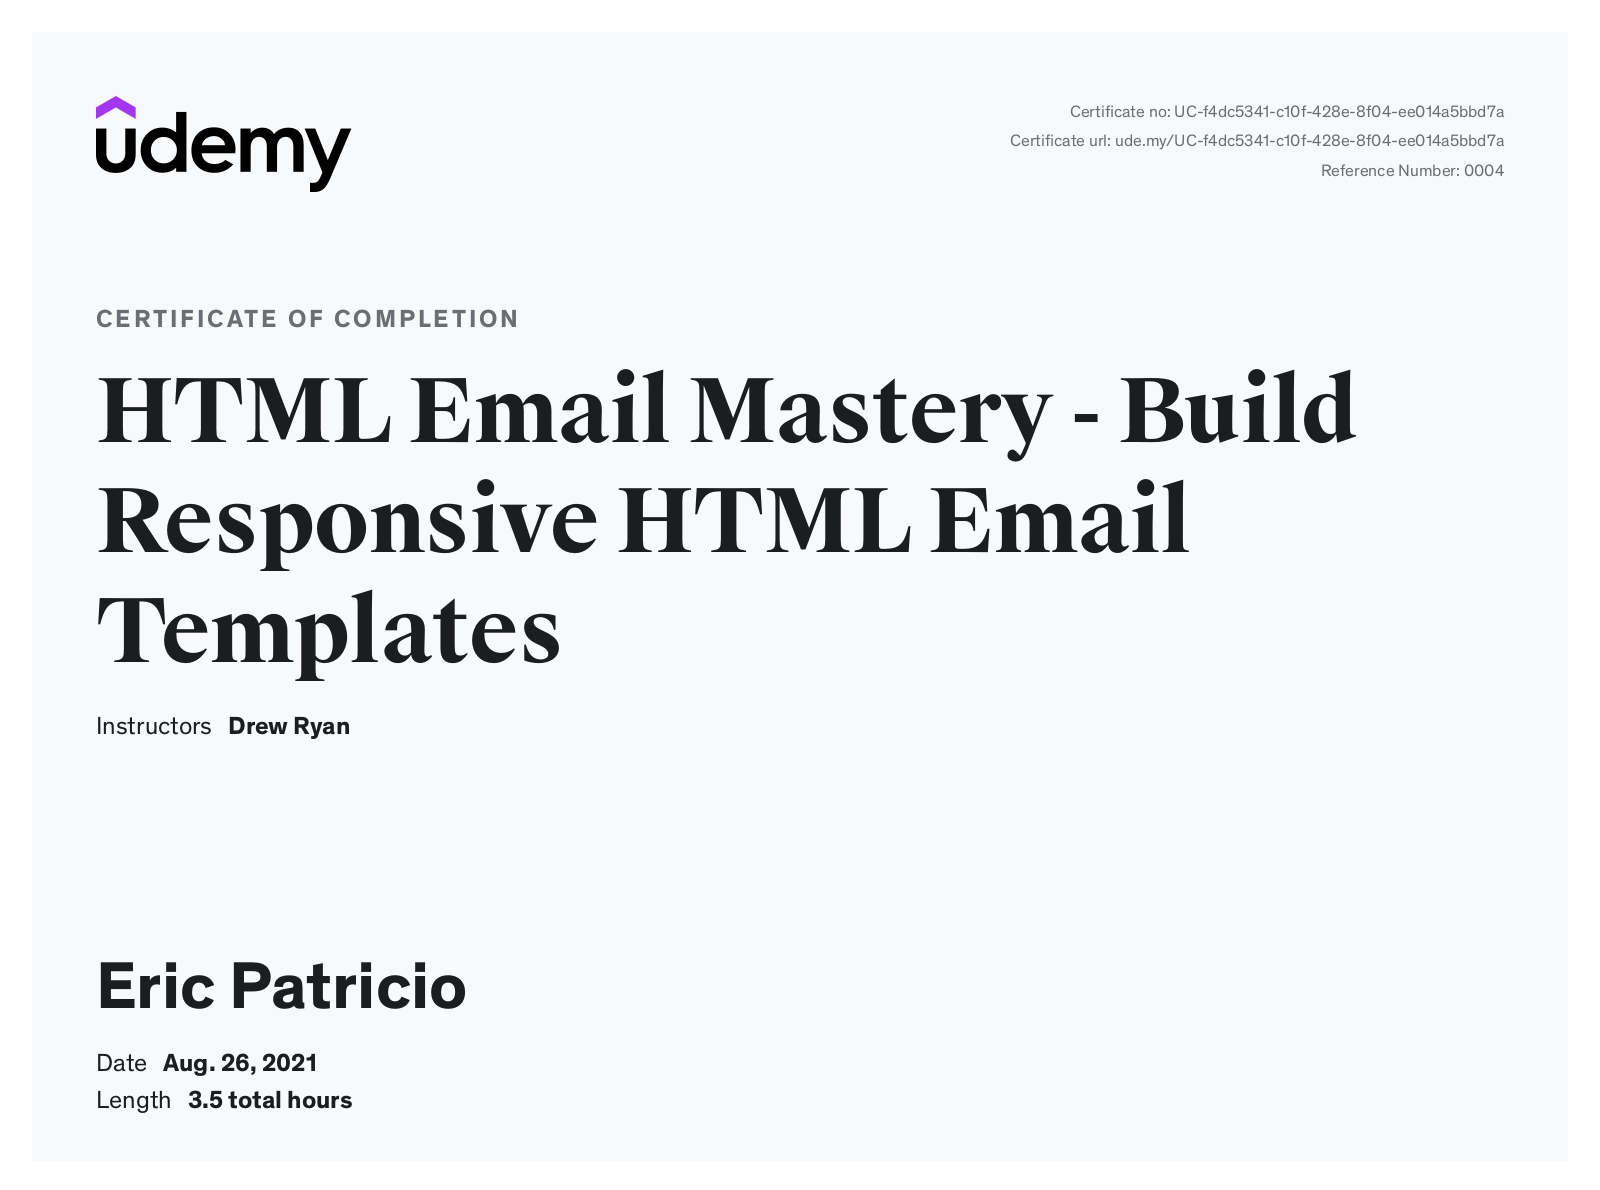 udemy
Certificate no: UC-f4dc5341-c10f-428e-8f04-ee014a5bbd7a
Certificate url: ude.my/UC-f4dc5341-c10f-428e-8f04-ee014a5bbd7a
Reference Number: 0004
CERTIFICATE OF COMPLETION
HTML Email Mastery - Build
Responsive HTML Email
Templates
Instructors Drew Ryan
Eric Patricio
Date Aug. 26, 2021
Length 3.5 total hours